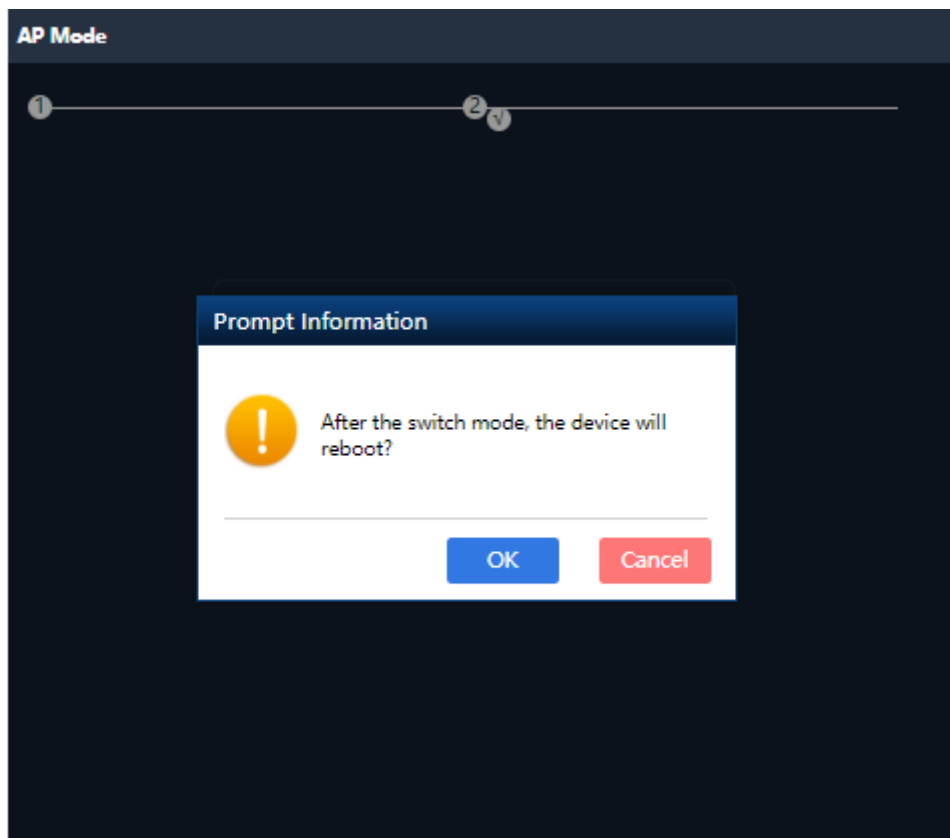 AP Mode
1 2
√
Prompt Information
!
After the switch mode, the device will
reboot?
OK Cancel